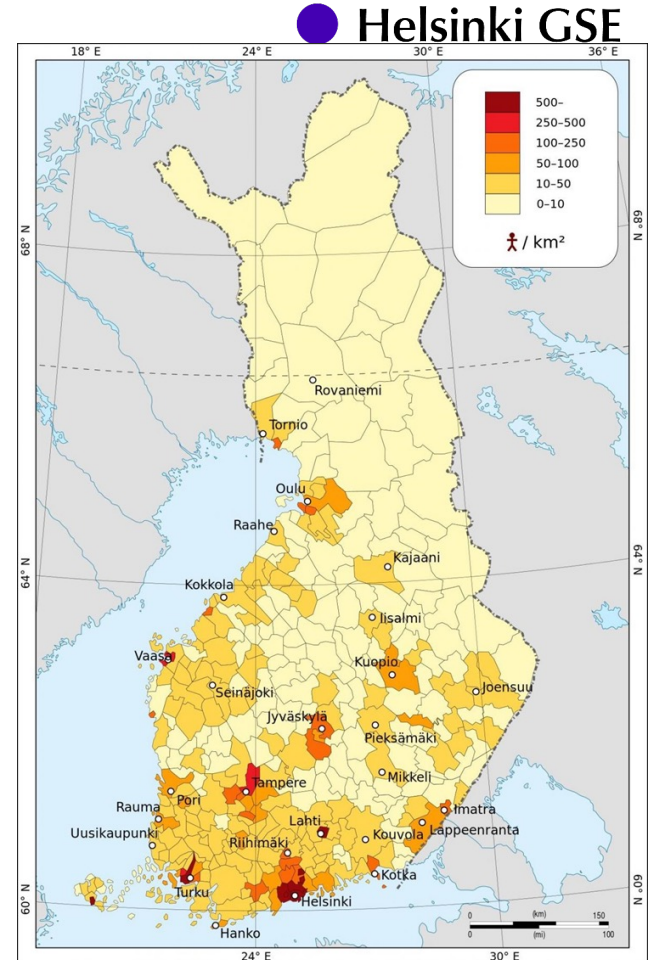 Helsinki GSE
18° E
24° E
30° E
36° E
500–
250–500
100–250
50–100
10–50
0–10
/ km²
68° N
68° N
Rovaniemi
Tornio
Oulu
Raahe
Kajaani
64° N
64° N
Kokkola
Iisalmi
Vaasa
Kuopio
Seinäjoki
Joensuu
Jyväskylä
Pieksämäki
Mikkeli
Tampere
Pori
Rauma
Imatra
Lahti
Lappeenranta
Uusikaupunki
Kouvola
Riihimäki
Kotka
Turku
Helsinki
60° N
60° N
Hanko
0 (km) 150
0 (mi) 100
24° E
30° E